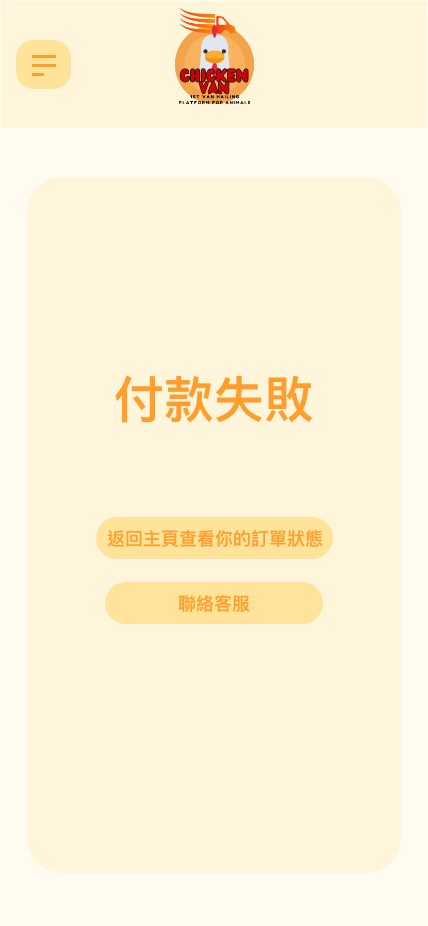 CHICKEN
VAN
1ST VAN HAILING
PLATFORM FOR ANIMALS
付款失敗
返回主頁查看你的訂單狀態
聯絡客服